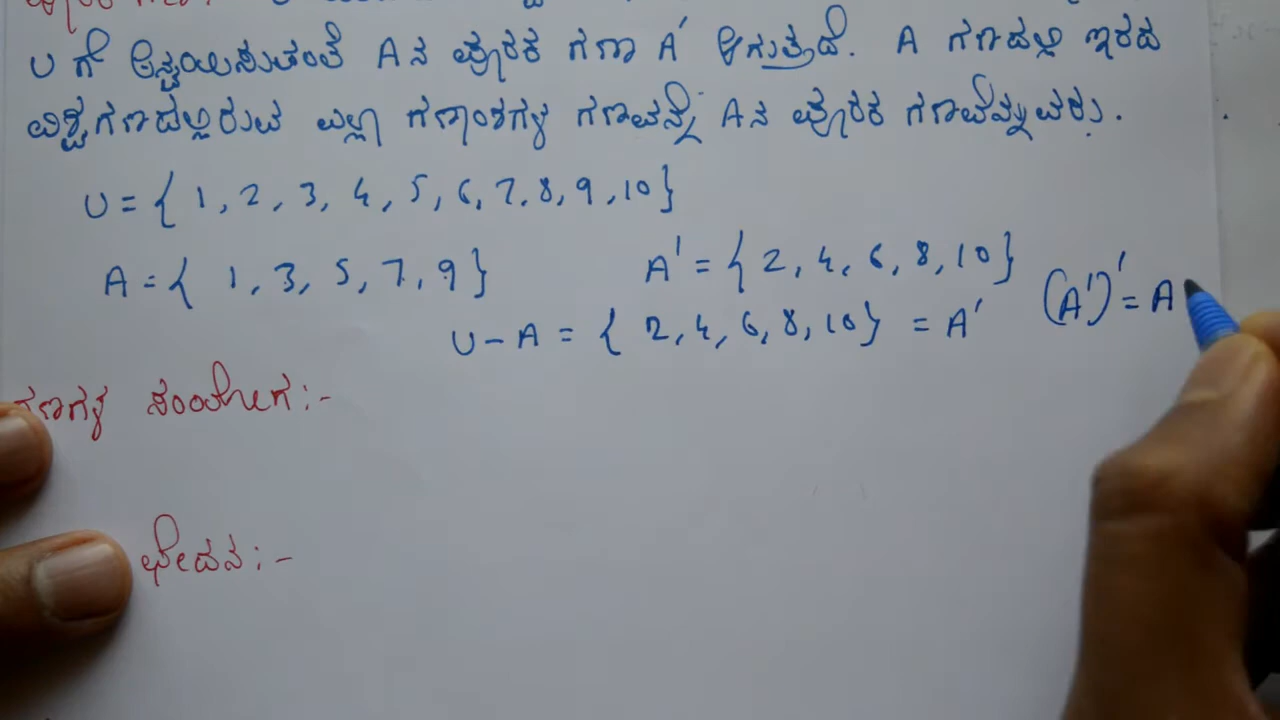 U ಗೆ ಅನ್ವಯಿಸುವಂತೆ A ನ ಪೂರಕ ಗಣ A' ಆಗುತ್ತದೆ. A ಗಣದಲ್ಲಿ ಇರದ
ವಿಶ್ವಗಣದಲ್ಲಿರುವ ಎಲ್ಲಾ ಗಣಾಂಶಗಳ ಗಣವನ್ನೇ A ನ ಪೂರಕ ಗಣವೆನ್ನುವರು.
U = { 1, 2, 3, 4, 5, 6, 7, 8, 9, 10 }
A = { 1, 3, 5, 7, 9 } A' = { 2, 4, 6, 8, 10 }
U - A = { 2, 4, 6, 8, 10 } = A' (A')' = A
ಗಣಗಳ ಸಂಯೋಗ :-
ಛೇದನ :-